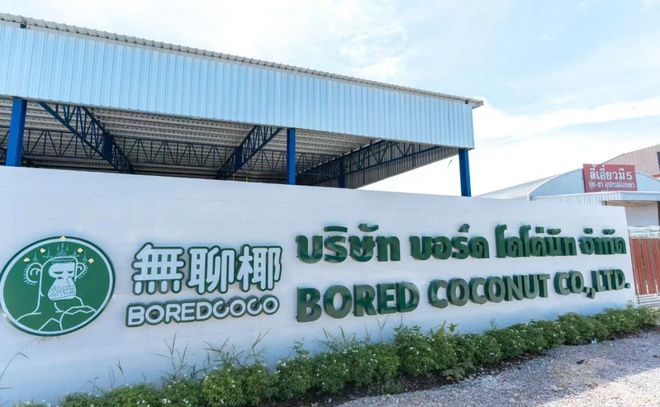 無聊椰
BOREDCOCO
บริษัท บอร์ด โคโค่นัท จำกัด
BORED COCONUT CO.,LTD.
ลี้เอี่ยวมี 5